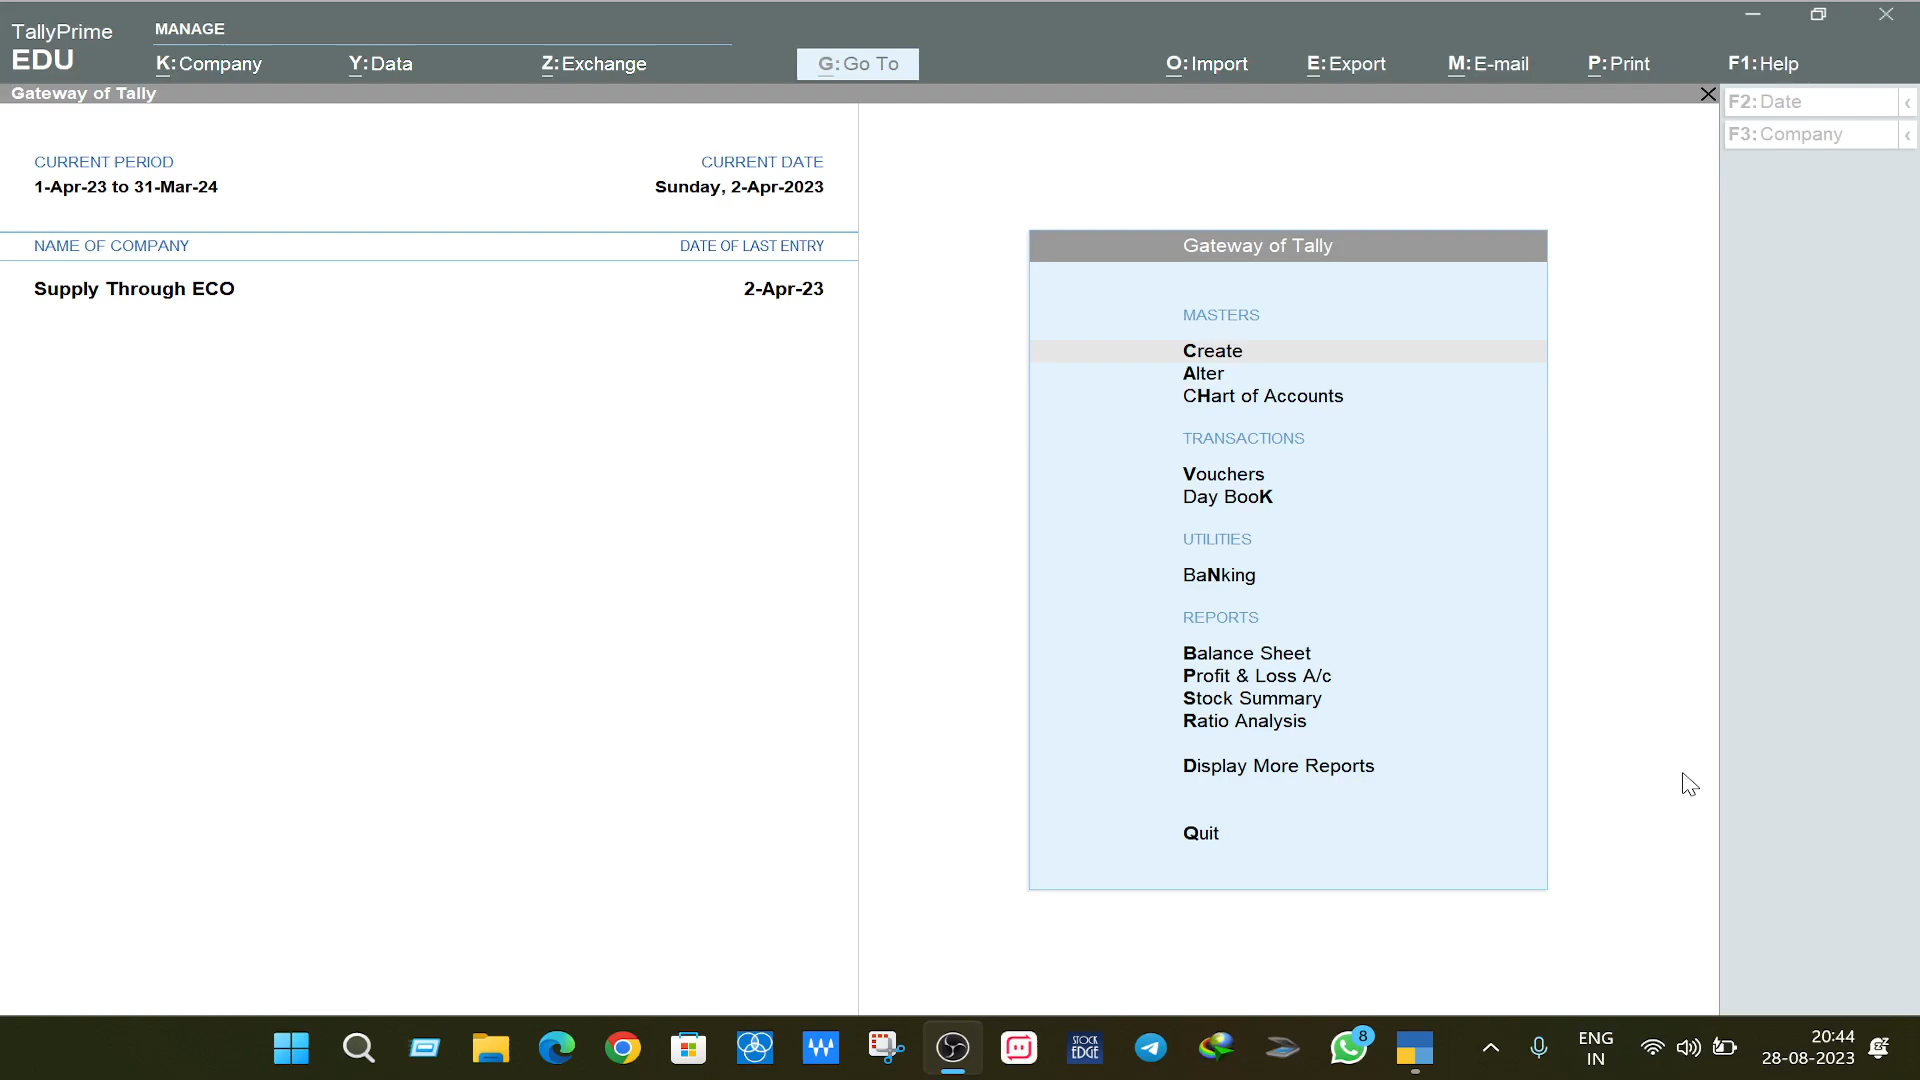 TallyPrime
EDU
MANAGE
K:Company
Y:Data
Z:Exchange
G:Go To
O:Import
E:Export
M:E-mail
P:Print
F1:Help
Gateway of Tally
F2:Date
F3:Company
CURRENT PERIOD
CURRENT DATE
1-Apr-23 to 31-Mar-24
Sunday, 2-Apr-2023
NAME OF COMPANY
DATE OF LAST ENTRY
Supply Through ECO
2-Apr-23
Gateway of Tally
MASTERS
Create
Alter
CHart of Accounts
TRANSACTIONS
Vouchers
Day BooK
UTILITIES
BaNking
REPORTS
Balance Sheet
Profit & Loss A/c
Stock Summary
Ratio Analysis
Display More Reports
Quit
STOCK
EDGE
8
ENG
IN
20:44
28-08-2023